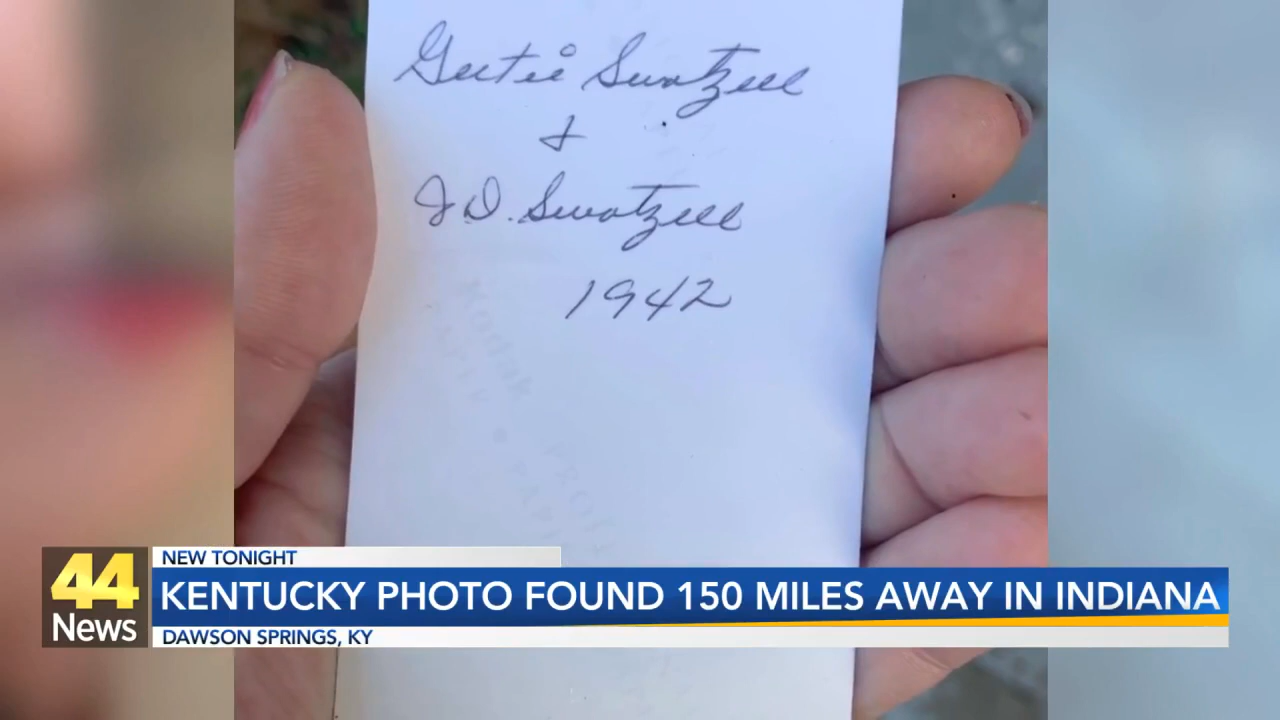 Gertie Swatzell
&
J.D. Swatzell
1942
44
News
NEW TONIGHT
KENTUCKY PHOTO FOUND 150 MILES AWAY IN INDIANA
DAWSON SPRINGS, KY